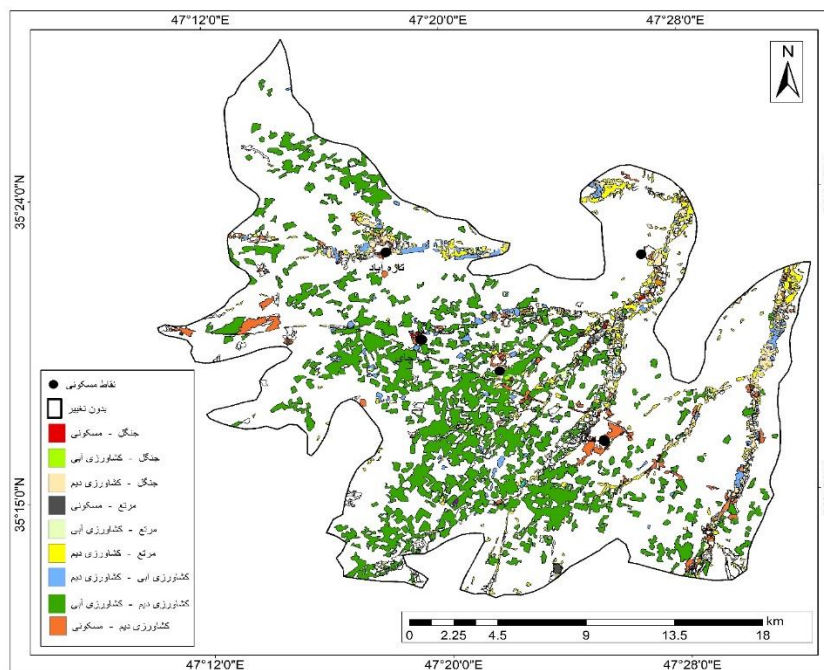 47°12'0"E 47°20'0"E 47°28'0"E
N
35°24'0"N
تازه آباد
نقاط مسکونی
بدون تغییر
جنگل - مسکونی
جنگل - کشاورزی آبی
جنگل - کشاورزی دیم
مرتع - مسکونی
مرتع - کشاورزی آبی
مرتع - کشاورزی دیم
کشاورزی آبی - کشاورزی دیم
کشاورزی دیم - کشاورزی آبی
کشاورزی دیم - مسکونی
35°15'0"N
km
0 2.25 4.5 9 13.5 18
47°12'0"E 47°20'0"E 47°28'0"E